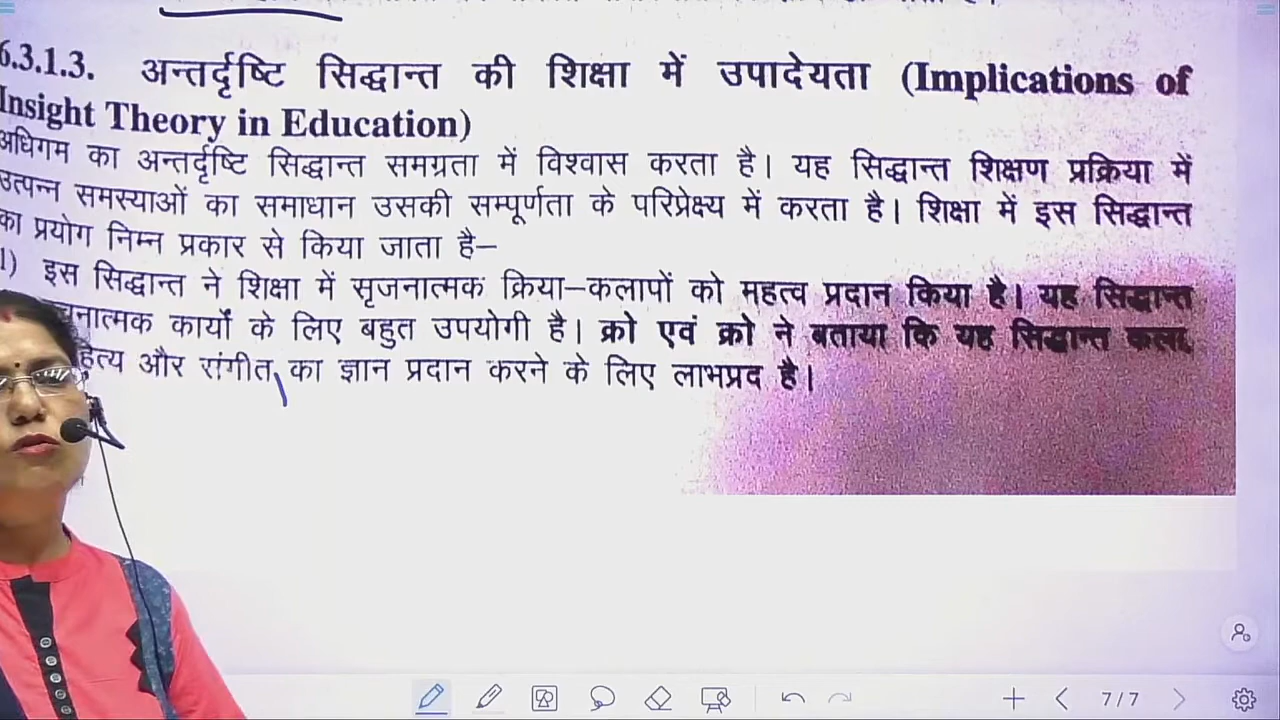 6.3.1.3. अन्तर्दृष्टि सिद्धान्त की शिक्षा में उपादेयता (Implications of
Insight Theory in Education)
अधिगम का अन्तर्दृष्टि सिद्धान्त समग्रता में विश्वास करता है। यह सिद्धान्त शिक्षण प्रक्रिया में
उत्पन्न समस्याओं का समाधान उसकी सम्पूर्णता के परिप्रेक्ष्य में करता है। शिक्षा में इस सिद्धान्त
का प्रयोग निम्न प्रकार से किया जाता है–
1) इस सिद्धान्त ने शिक्षा में सृजनात्मक क्रिया–कलापों को महत्व प्रदान किया है। यह सिद्धान्त
कार्यों के लिए बहुत उपयोगी है। क्रो एवं क्रो ने बताया कि यह सिद्धान्त कला,
और संगीत का ज्ञान प्रदान करने के लिए लाभप्रद है।
7/7